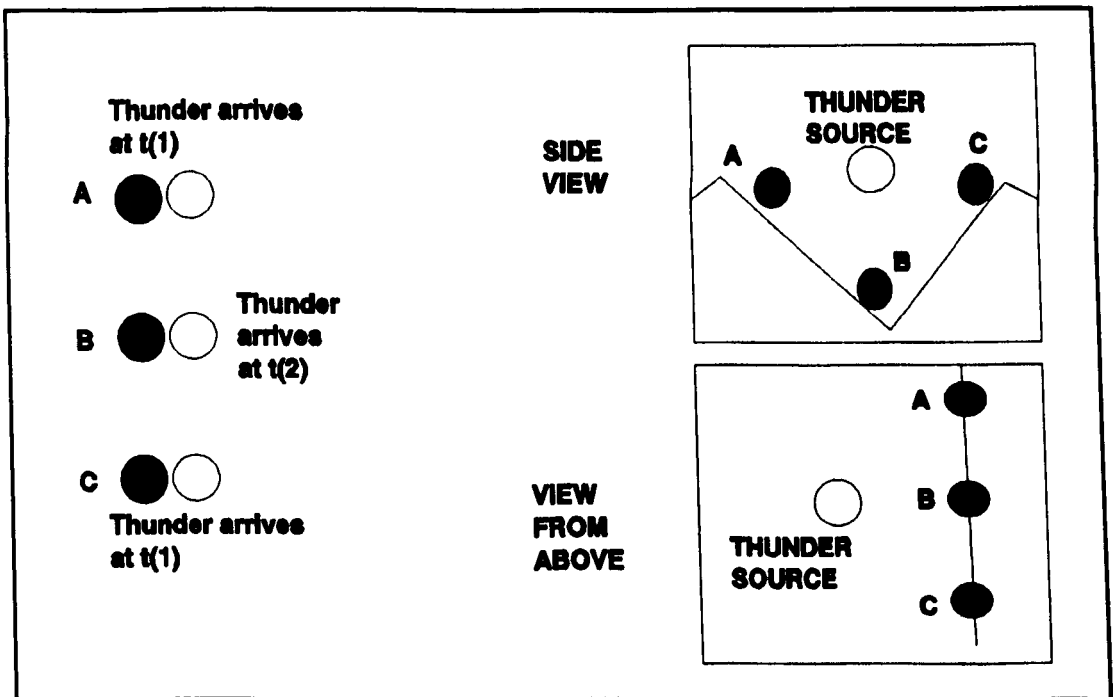 Thunder arrives
at t(1)
A
B
Thunder
arrives
at t(2)
C
Thunder arrives
at t(1)
SIDE
VIEW
THUNDER
SOURCE
A
C
B
VIEW
FROM
ABOVE
A
B
THUNDER
SOURCE
C